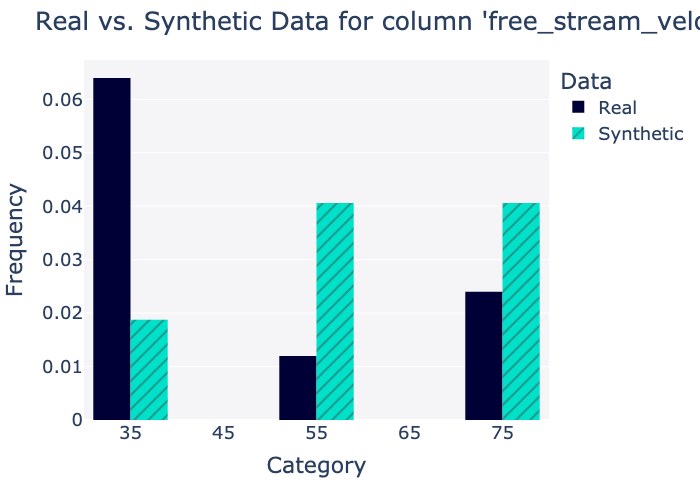 Real vs. Synthetic Data for column 'free_stream_velo
Data
Real
Synthetic
Frequency
0.06
0.05
0.04
0.03
0.02
0.01
0
35 45 55 65 75
Category